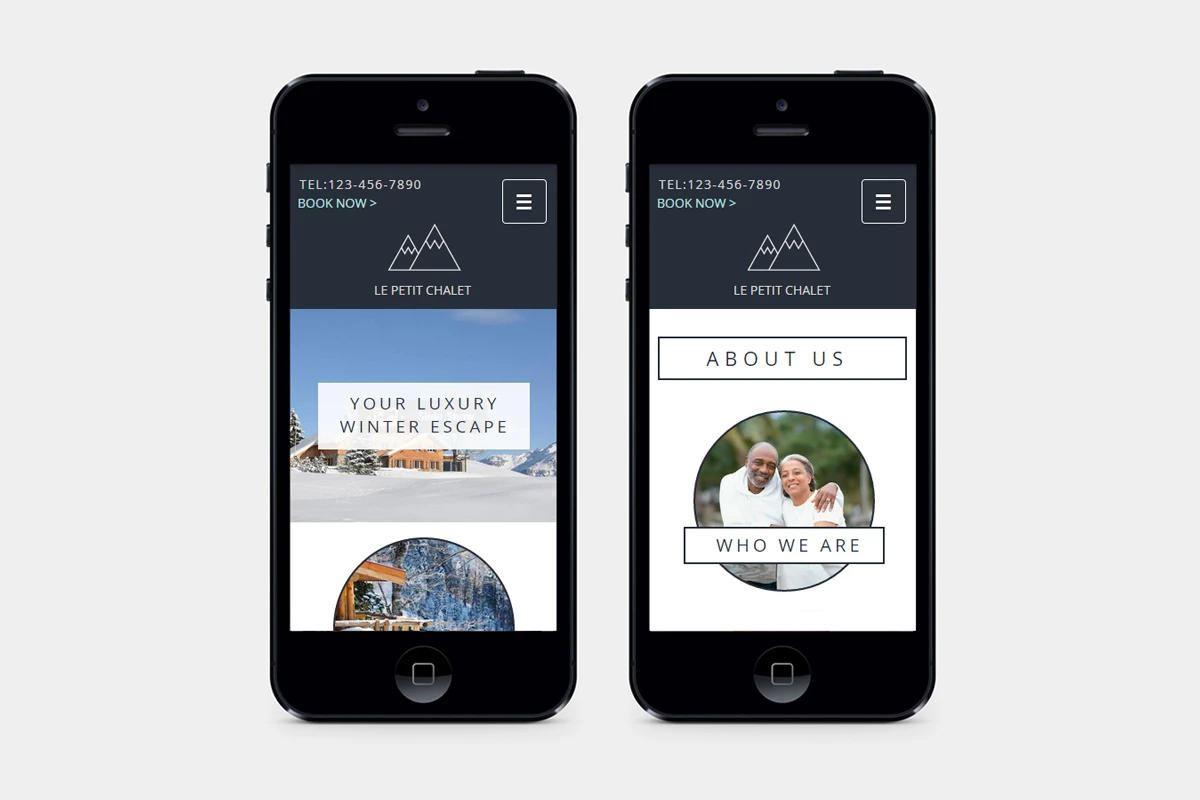 TEL:123-456-7890
BOOK NOW >
LE PETIT CHALET
YOUR LUXURY
WINTER ESCAPE
TEL:123-456-7890
BOOK NOW >
LE PETIT CHALET
ABOUT US
WHO WE ARE